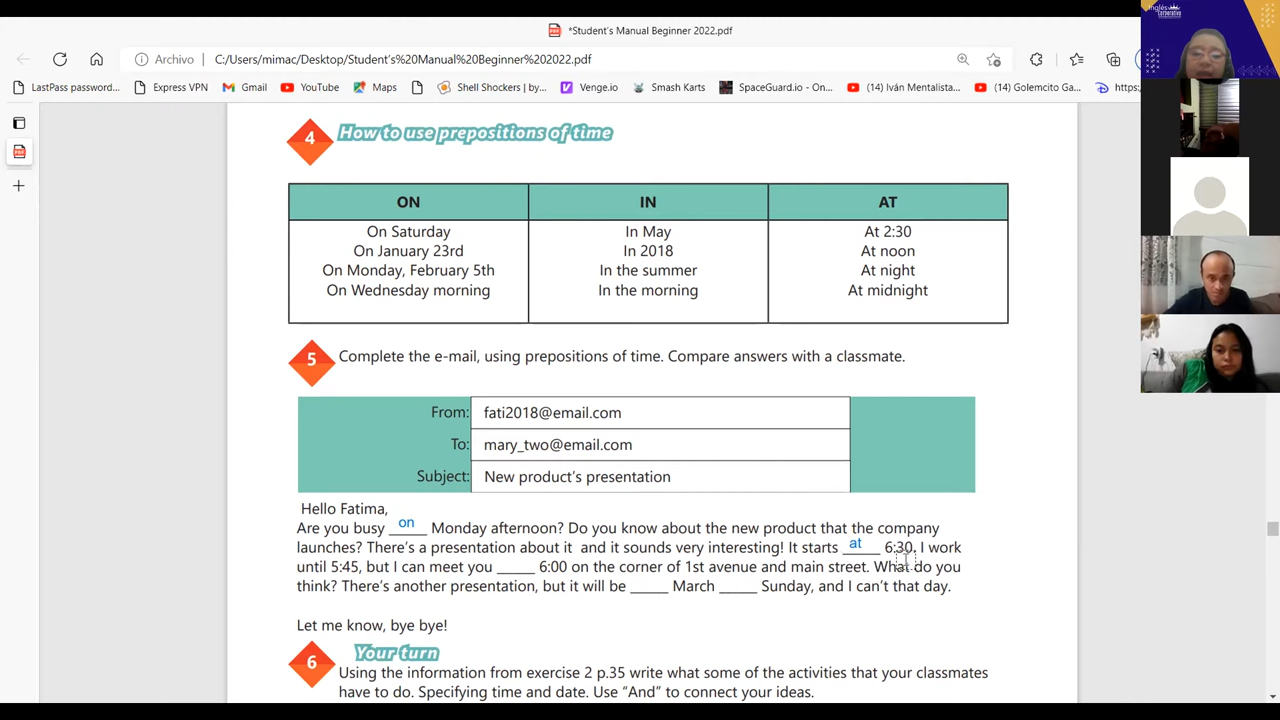 *Student's Manual Beginner 2022.pdf
Archivo C:/Users/mimac/Desktop/Student's%20Manual%20Beginner%202022.pdf
LastPass password... Express VPN Gmail YouTube Maps Shell Shockers | By... Venge.io Smash Karts SpaceGuard.io - On... (14) Iván Mentalista... (14) Golemcito Ga... https:
Inglés
Corporativo
4 How to use prepositions of time
ON IN AT
On Saturday In May At 2:30
On January 23rd In 2018 At noon
On Monday, February 5th In the summer At night
On Wednesday morning In the morning At midnight
5 Complete the e-mail, using prepositions of time. Compare answers with a classmate.
From: fati2018@email.com
To: mary_two@email.com
Subject: New product's presentation
Hello Fatima,
Are you busy on Monday afternoon? Do you know about the new product that the company
launches? There's a presentation about it and it sounds very interesting! It starts at 6:30. I work
until 5:45, but I can meet you _____ 6:00 on the corner of 1st avenue and main street. What do you
think? There's another presentation, but it will be _____ March _____ Sunday, and I can't that day.
Let me know, bye bye!
6 Your turn
Using the information from exercise 2 p.35 write what some of the activities that your classmates
have to do. Specifying time and date. Use "And" to connect your ideas.